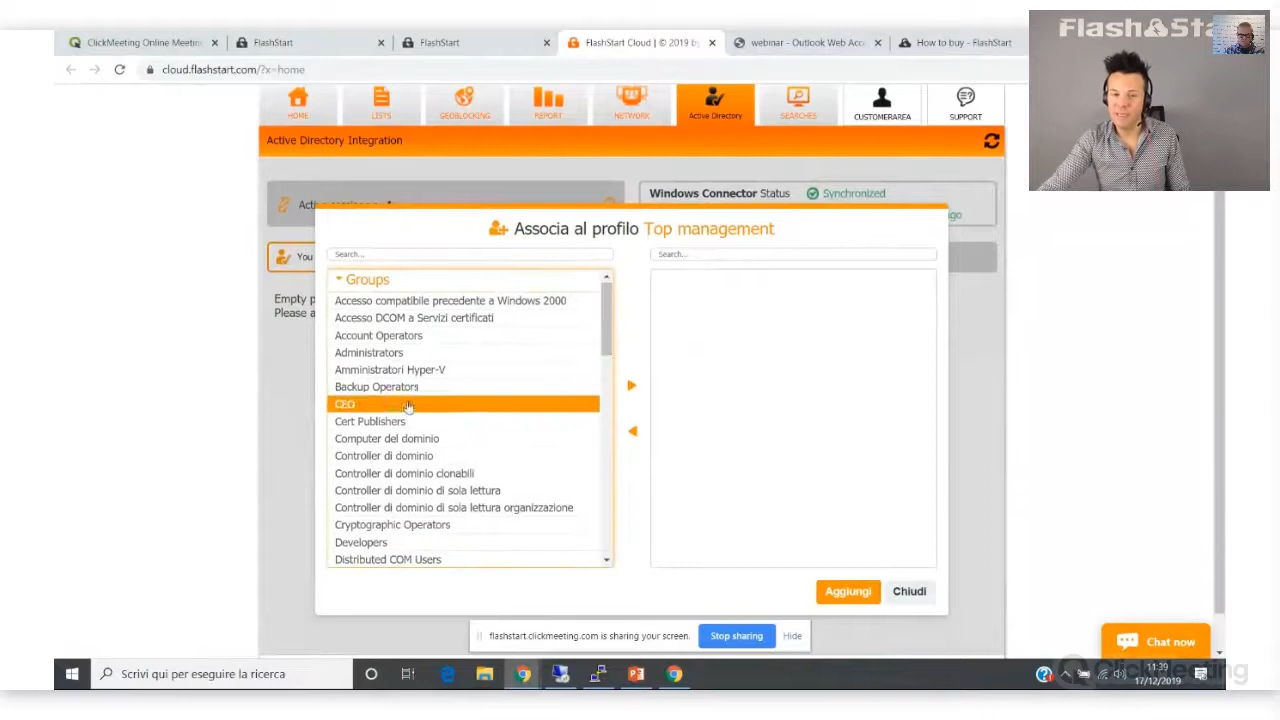 ClickMeeting Online Meetin
FlashStart
FlashStart
FlashStart Cloud | © 2019 by
webinar - Outlook Web Acc
How to buy - FlashStart
cloud.flashstart.com/?x=home
HOME
LISTS
GEOBLOCKING
REPORT
NETWORK
Active Directory
SEARCHES
CUSTOMERAREA
SUPPORT
Active Directory Integration
Windows Connector Status
Synchronized
ago
You
Empty p
Please a
Associa al profilo Top management
Search...
Search...
Groups
Accesso compatibile precedente a Windows 2000
Accesso DCOM a Servizi certificati
Account Operators
Administrators
Amministratori Hyper-V
Backup Operators
CEO
Cert Publishers
Computer del dominio
Controller di dominio
Controller di dominio clonabili
Controller di dominio di sola lettura
Controller di dominio di sola lettura organizzazione
Cryptographic Operators
Developers
Distributed COM Users
Aggiungi
Chiudi
flashstart.clickmeeting.com is sharing your screen.
Stop sharing
Hide
Chat now
Scrivi qui per eseguire la ricerca
11:39
17/12/2019
ClickMeeting